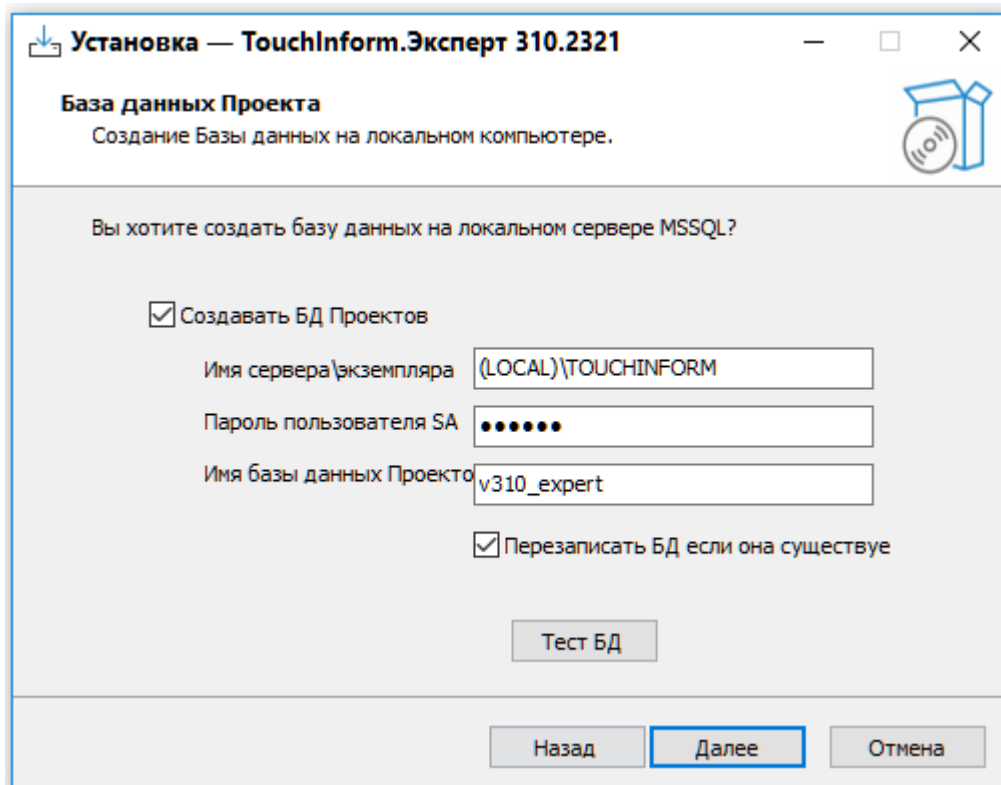 Установка — TouchInform.Эксперт 310.2321
База данных Проекта
Создание Базы данных на локальном компьютере.
Вы хотите создать базу данных на локальном сервере MSSQL?
Создавать БД Проектов
Имя сервера\экземпляра (LOCAL)\TOUCHINFORM
Пароль пользователя SA ●●●●●●
Имя базы данных Проекто v310_expert
Перезаписать БД если она существуе
Тест БД
Назад Далее Отмена